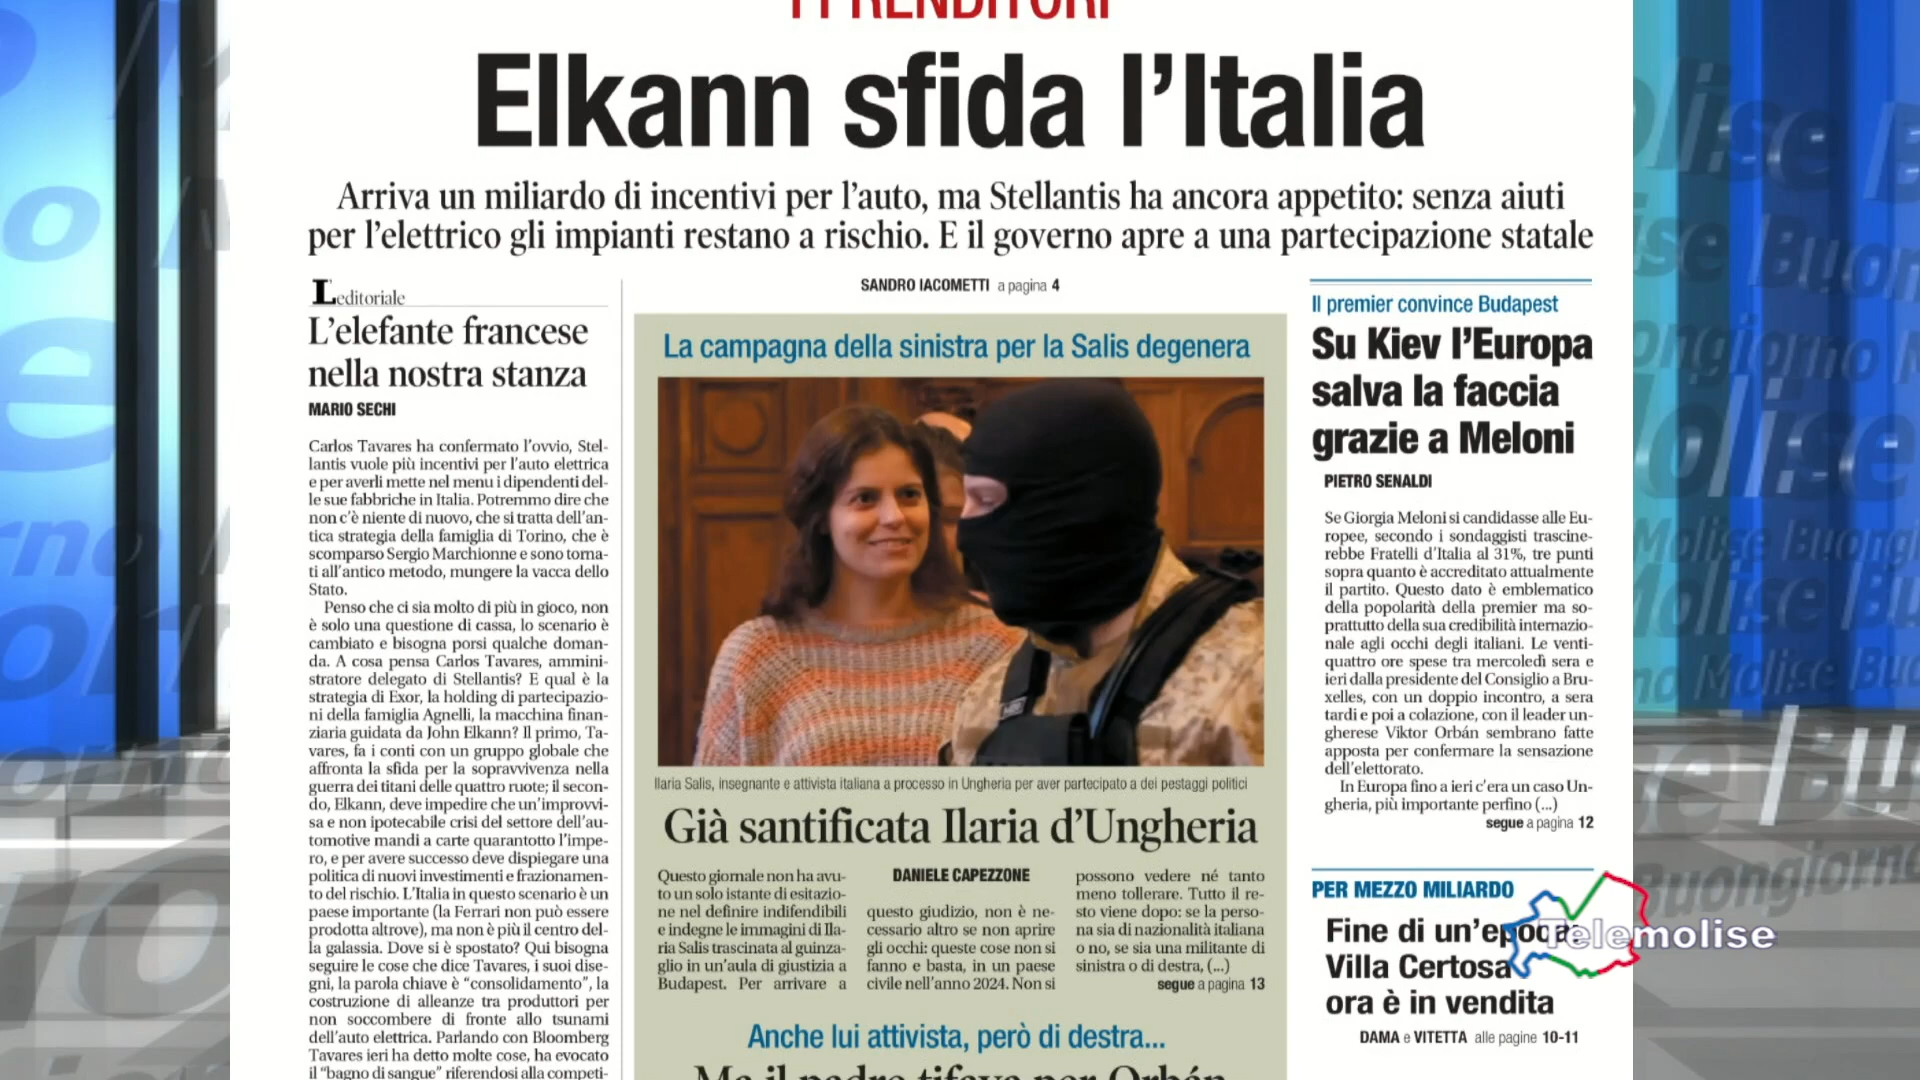 Elkann sfida l'Italia
Arriva un miliardo di incentivi per l'auto, ma Stellantis ha ancora appetito: senza aiuti
per l'elettrico gli impianti restano a rischio. E il governo apre a una partecipazione statale
SANDRO IACOMETTI a pagina 4
L'editoriale
L'elefante francese
nella nostra stanza
MARIO SECHI
Carlos Tavares ha confermato l'ovvio, Stel-
lantis vuole più incentivi per l'auto elettrica
e per averli mette nel menu i dipendenti del-
le sue fabbriche in Italia. Potremmo dire che
non c'è niente di nuovo, che si tratta dell'an-
tica strategia della famiglia di Torino, che è
scomparso Sergio Marchionne e sono torna-
ti all'antico metodo, mungere la vacca dello
Stato.
Penso che ci sia molto di più in gioco, non
è solo una questione di cassa, lo scenario è
cambiato e bisogna porsi qualche doman-
da. A cosa pensa Carlos Tavares, ammini-
stratore delegato di Stellantis? E qual è la
strategia di Exor, la holding di partecipazio-
ni della famiglia Agnelli, la macchina finan-
ziaria guidata da John Elkann? Il primo, Ta-
vares, fa i conti con un gruppo globale che
affronta la sfida per la sopravvivenza nella
guerra dei titani delle quattro ruote; il secon-
do, Elkann, deve impedire che un'improvvi-
sa e non ipotecabile crisi del settore dell'au-
tomotive mandi a carte quarantotto l'impe-
ro, e per avere successo deve dispiegare una
politica di nuovi investimenti e frazionamen-
to del rischio. L'Italia in questo scenario è un
paese importante (la Ferrari non può essere
prodotta altrove), ma non è più il centro del-
la galassia. Dove si è spostato? Qui bisogna
seguire le cose che dice Tavares, i suoi dise-
gni, la parola chiave è "consolidamento", la
costruzione di alleanze tra produttori per
non soccombere di fronte allo tsunami
dell'auto elettrica. Parlando con Bloomberg
Tavares ieri ha detto molte cose, ha evocato
il "bagno di sangue" riferendosi alla competi-
La campagna della sinistra per la Salis degenera
Ilaria Salis, insegnante e attivista italiana a processo in Ungheria per aver partecipato a dei pestaggi politici
Già santificata Ilaria d'Ungheria
DANIELE CAPEZZONE
Questo giornale non ha avu-
to un solo istante di esitazio-
ne nel definire indifendibili
e indegne le immagini di Ila-
ria Salis trascinata al guinza-
glio in un'aula di giustizia a
Budapest. Per arrivare a
questo giudizio, non è ne-
cessario altro se non aprire
gli occhi: queste cose non si
fanno e basta, in un paese
civile nell'anno 2024. Non si
possono vedere né tanto
meno tollerare. Tutto il re-
sto viene dopo: se la perso-
na sia di nazionalità italiana
o no, se sia una militante di
sinistra o di destra, (...)
segue a pagina 13
Anche lui attivista, però di destra...
Ma il padre tifava per Orbán
Il premier convince Budapest
Su Kiev l'Europa
salva la faccia
grazie a Meloni
PIETRO SENALDI
Se Giorgia Meloni si candidasse alle Eu-
ropee, secondo i sondaggisti trascine-
rebbe Fratelli d'Italia al 31%, tre punti
sopra quanto è accreditato attualmente
il partito. Questo dato è emblematico
della popolarità della premier ma so-
prattutto della sua credibilità internazio-
nale agli occhi degli italiani. Le venti-
quattro ore spese tra mercoledì sera e
ieri dalla presidente del Consiglio a Bru-
xelles, con un doppio incontro, a sera
tardi e poi a colazione, con il leader un-
gherese Viktor Orbán sembrano fatte
apposta per confermare la sensazione
dell'elettorato.
In Europa fino a ieri c'era un caso Un-
gheria, più importante perfino (...)
segue a pagina 12
PER MEZZO MILIARDO
Fine di un'epoca:
Villa Certosa
ora è in vendita
DAMA e VITETTA alle pagine 10-11
Telemolise